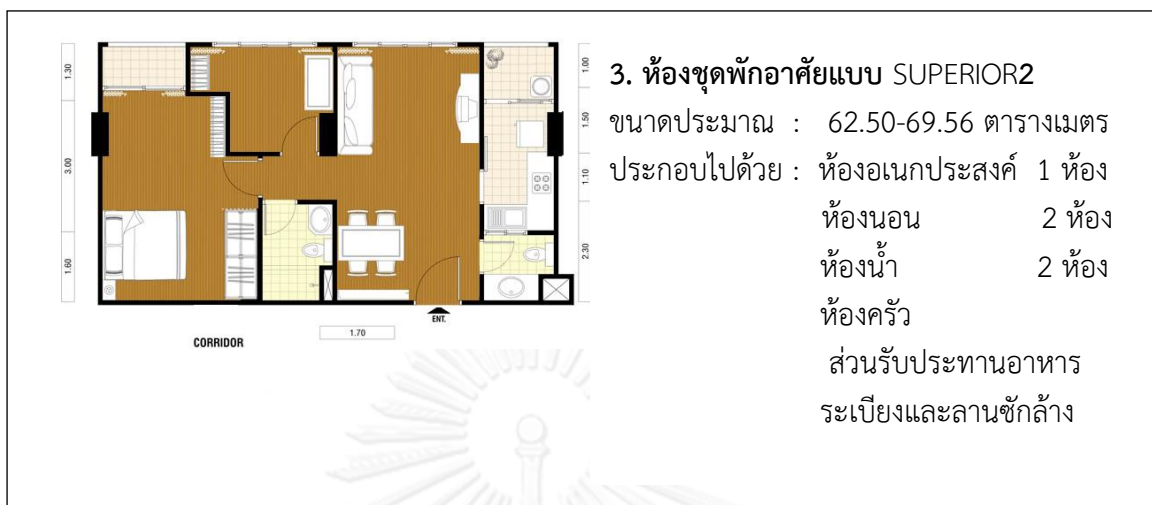 1.30
3.00
1.60
1.00
1.50
1.10
2.30
ENT.
CORRIDOR
1.70
3. ห้องชุดพักอาศัยแบบ SUPERIOR2
ขนาดประมาณ : 62.50-69.56 ตารางเมตร
ประกอบไปด้วย : ห้องอเนกประสงค์ 1 ห้อง
ห้องนอน 2 ห้อง
ห้องน้ำ 2 ห้อง
ห้องครัว
ส่วนรับประทานอาหาร
ระเบียงและลานซักล้าง